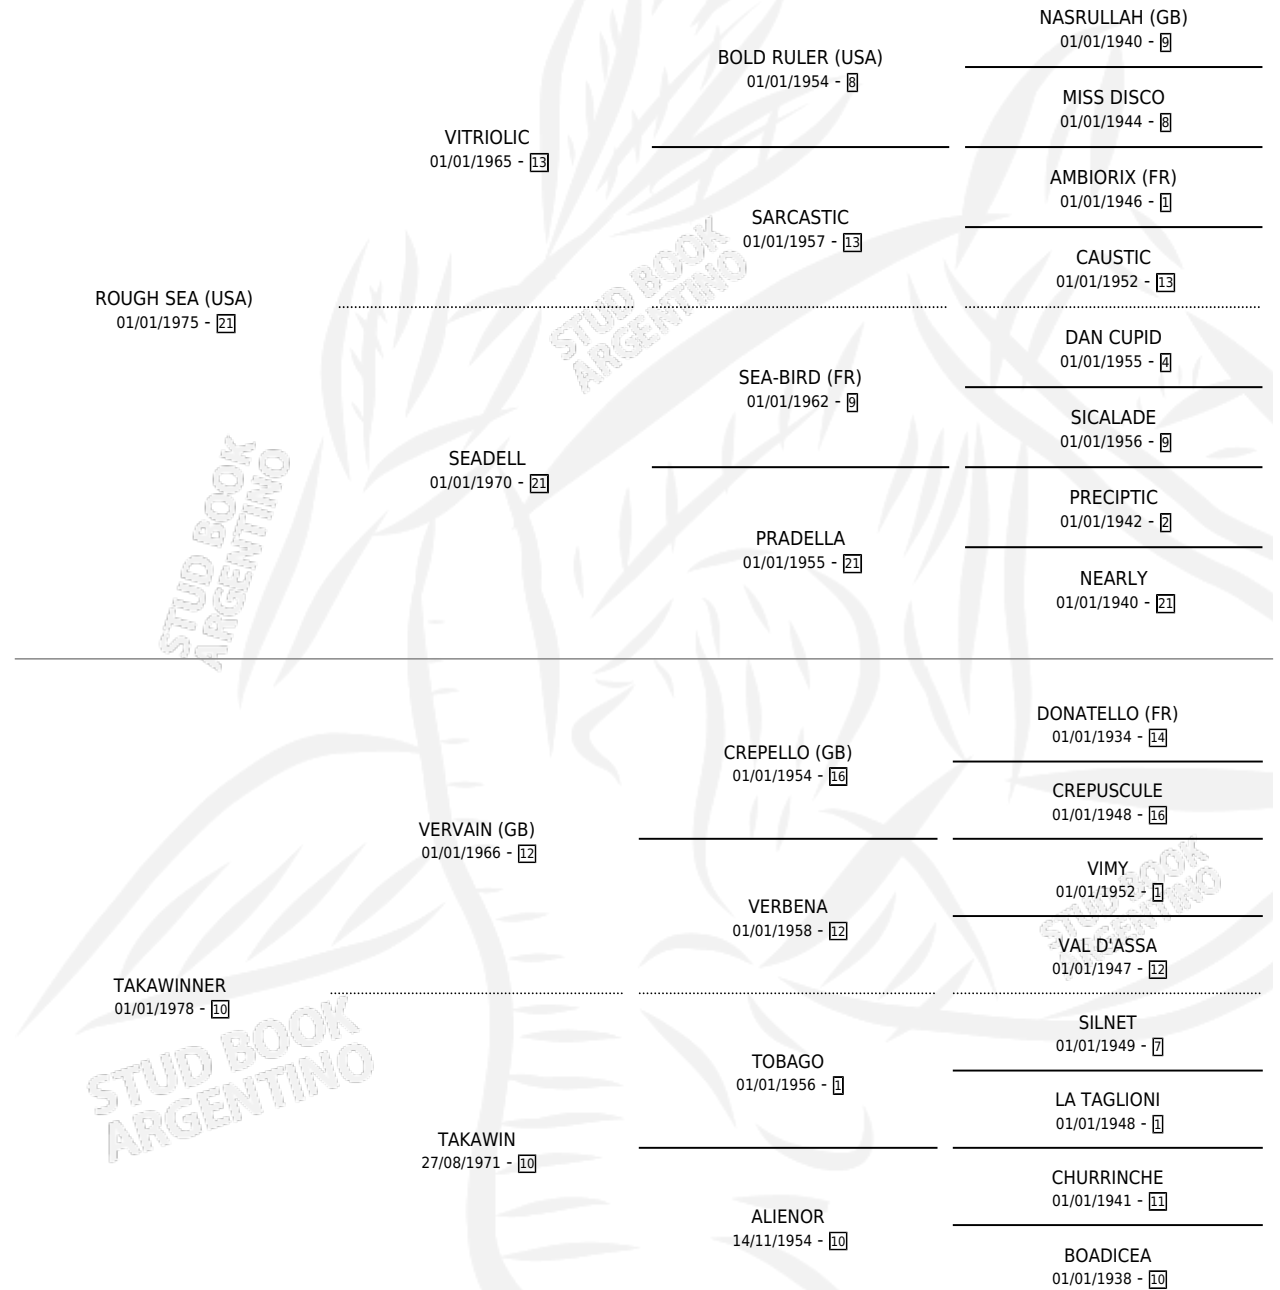 NASRULLAH (GB)
01/01/1940 - 9
BOLD RULER (USA)
01/01/1954 - 8
MISS DISCO
01/01/1944 - 8
VITRIOLIC
01/01/1965 - 13
AMBIORIX (FR)
01/01/1946 - 1
SARCASTIC
01/01/1957 - 13
CAUSTIC
01/01/1952 - 13
ROUGH SEA (USA)
01/01/1975 - 21
STUD BOOK
ARGENTINO
DAN CUPID
01/01/1955 - 4
SEA-BIRD (FR)
01/01/1962 - 9
SICALADE
01/01/1956 - 9
SEADELL
01/01/1970 - 21
PRECIPTIC
01/01/1942 - 2
PRADELLA
01/01/1955 - 21
NEARLY
01/01/1940 - 21
STUD BOOK
ARGENTINO
DONATELLO (FR)
01/01/1934 - 14
CREPELLO (GB)
01/01/1954 - 16
CREPUSCULE
01/01/1948 - 16
VERVAIN (GB)
01/01/1966 - 12
VIMY
01/01/1952 - 1
VERBENA
01/01/1958 - 12
VAL D'ASSA
01/01/1947 - 12
STUD BOOK
ARGENTINO
TAKAWINNER
01/01/1978 - 10
SILNET
01/01/1949 - 7
TOBAGO
01/01/1956 - 1
LA TAGLIONI
01/01/1948 - 1
STUD BOOK
ARGENTINO
TAKAWIN
27/08/1971 - 10
CHURRINCHE
01/01/1941 - 11
ALIENOR
14/11/1954 - 10
BOADICEA
01/01/1938 - 10